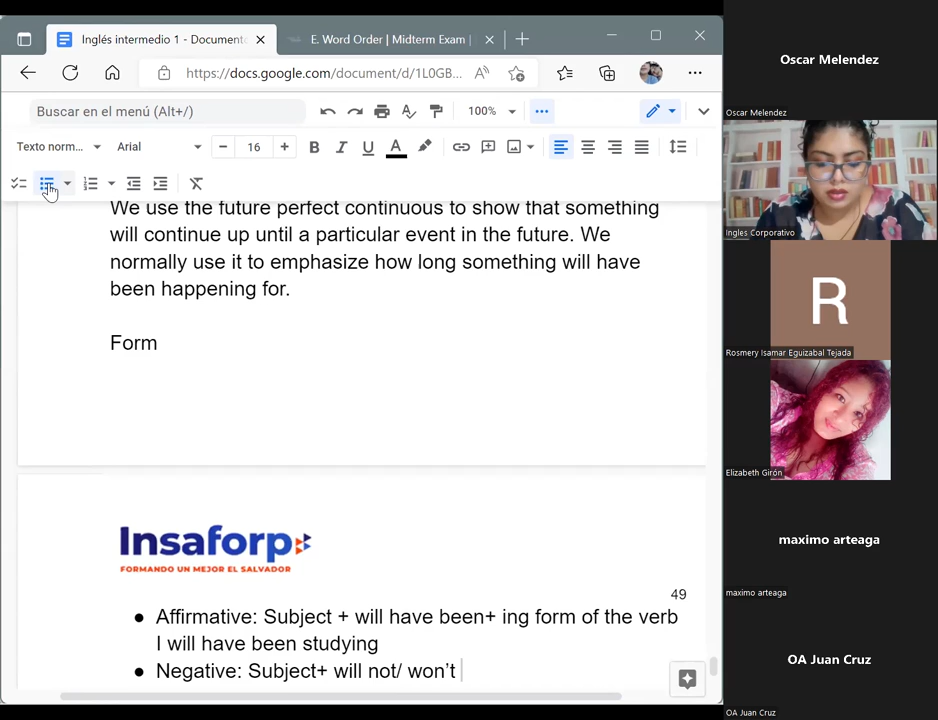 Inglés intermedio 1 - Documento
E. Word Order | Midterm Exam |
https://docs.google.com/document/d/1L0GB...
Buscar en el menú (Alt+/)
100%
Texto norm...
Arial
16
We use the future perfect continuous to show that something
will continue up until a particular event in the future. We
normally use it to emphasize how long something will have
been happening for.
Form
Insaforp
FORMANDO UN MEJOR EL SALVADOR
49
● Affirmative: Subject + will have been+ ing form of the verb
I will have been studying
● Negative: Subject+ will not/ won’t
Oscar Melendez
Oscar Melendez
Ingles Corporativo
R
Rosmery Isamar Eguizabal Tejada
Elizabeth Girón
maximo arteaga
maximo arteaga
OA Juan Cruz
OA Juan Cruz